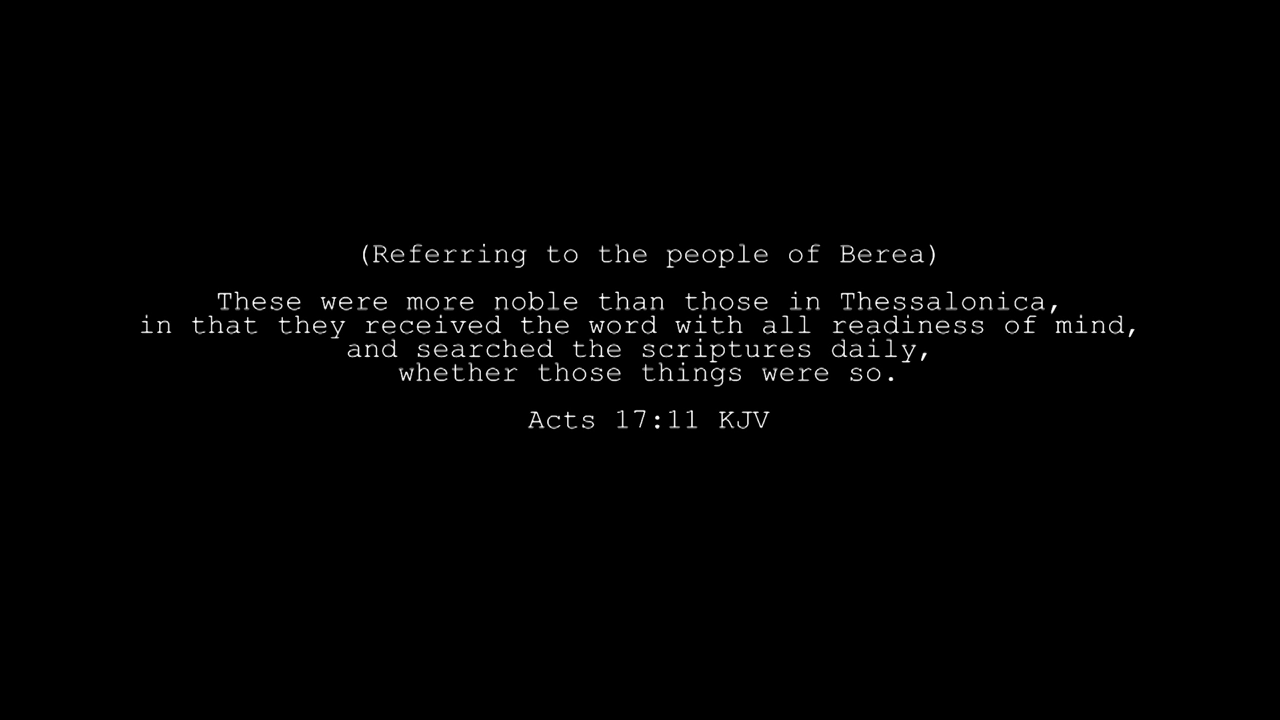 (Referring to the people of Berea)
These were more noble than those in Thessalonica,
in that they received the word with all readiness of mind,
and searched the scriptures daily,
whether those things were so.
Acts 17:11 KJV